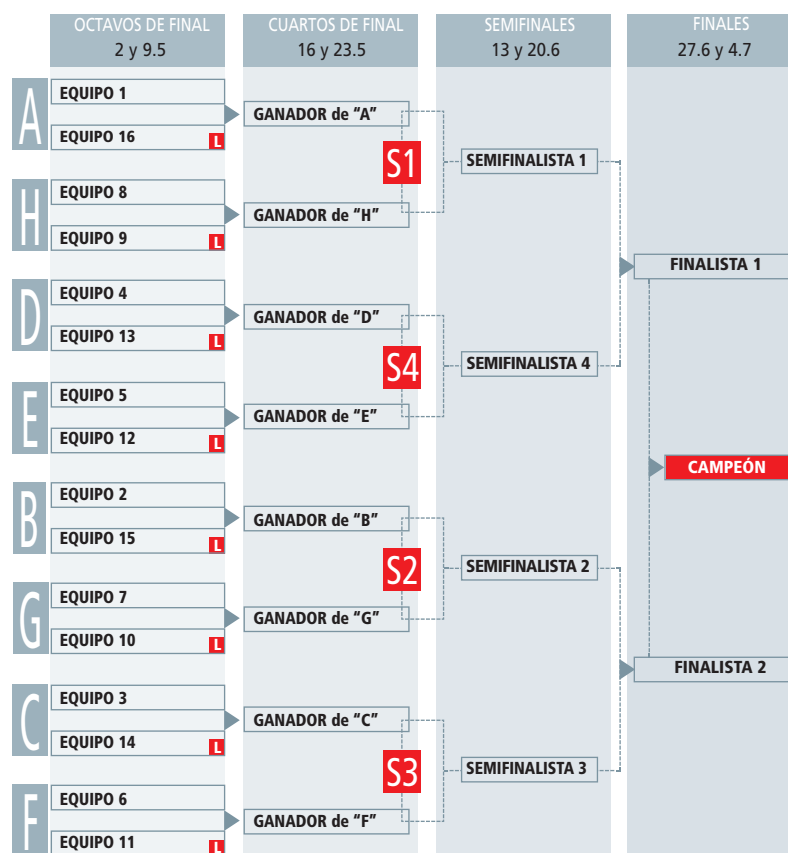 OCTAVOS DE FINAL
2 y 9.5
CUARTOS DE FINAL
16 y 23.5
SEMIFINALES
13 y 20.6
FINALES
27.6 y 4.7
A
EQUIPO 1
EQUIPO 16
L
GANADOR de "A"
S1
SEMIFINALISTA 1
H
EQUIPO 8
EQUIPO 9
L
GANADOR de "H"
FINALISTA 1
D
EQUIPO 4
EQUIPO 13
L
GANADOR de "D"
S4
SEMIFINALISTA 4
E
EQUIPO 5
EQUIPO 12
L
GANADOR de "E"
CAMPEÓN
B
EQUIPO 2
EQUIPO 15
L
GANADOR de "B"
S2
SEMIFINALISTA 2
G
EQUIPO 7
EQUIPO 10
L
GANADOR de "G"
FINALISTA 2
C
EQUIPO 3
EQUIPO 14
L
GANADOR de "C"
S3
SEMIFINALISTA 3
F
EQUIPO 6
EQUIPO 11
L
GANADOR de "F"